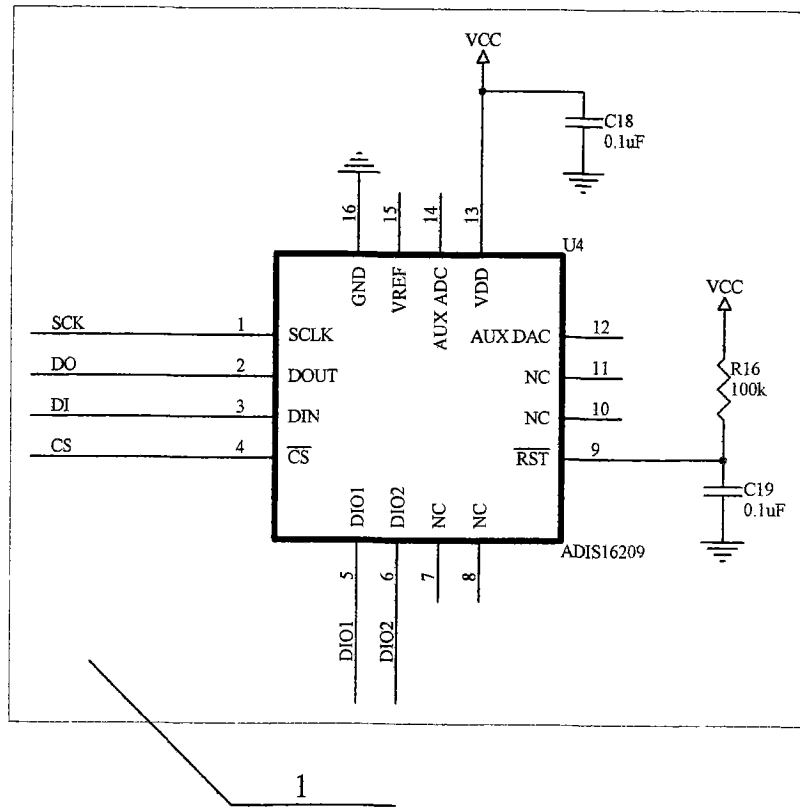 VCC
C18
0.1uF
16
15
14
13
U4
GND
VREF
AUX ADC
VDD
VCC
SCK
1
SCLK
AUX DAC
12
DO
2
DOUT
NC
11
R16
100k
DI
3
DIN
NC
10
CS
4
CS
RST
9
C19
0.1uF
DIO1
DIO2
NC
NC
ADIS16209
5
6
7
8
DIO1
DIO2
1